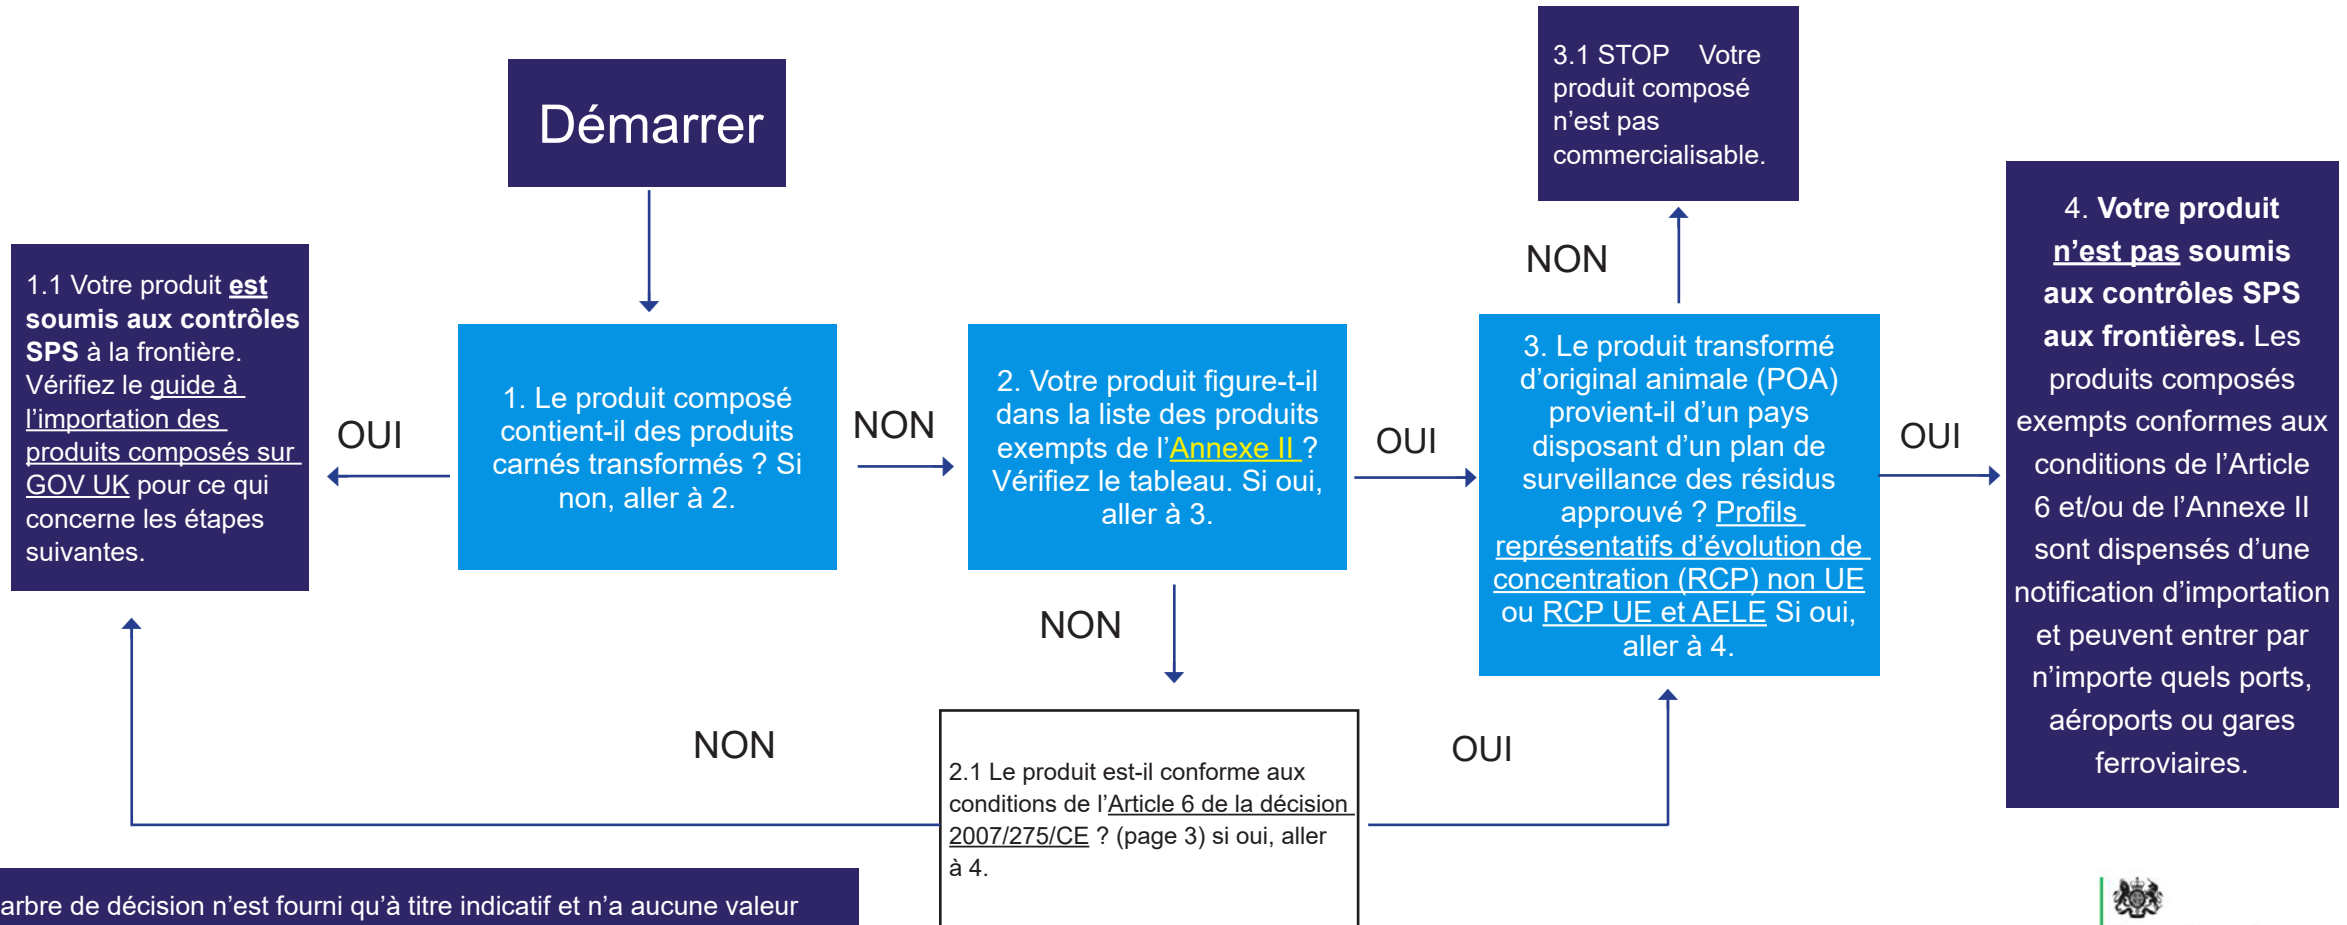 Démarrer
3.1 STOP Votre
produit composé
n’est pas
commercialisable.
1.1 Votre produit est
soumis aux contrôles
SPS à la frontière.
Vérifiez le guide à
l’importation des
produits composés sur
GOV UK pour ce qui
concerne les étapes
suivantes.
OUI
1. Le produit composé
contient-il des produits
carnés transformés ? Si
non, aller à 2.
NON
2. Votre produit figure-t-il
dans la liste des produits
exempts de l’Annexe II ?
Vérifiez le tableau. Si oui,
aller à 3.
OUI
NON
3. Le produit transformé
d’original animale (POA)
provient-il d’un pays
disposant d’un plan de
surveillance des résidus
approuvé ? Profils
représentatifs d’évolution de
concentration (RCP) non UE
ou RCP UE et AELE Si oui,
aller à 4.
OUI
4. Votre produit
n’est pas soumis
aux contrôles SPS
aux frontières. Les
produits composés
exempts conformes aux
conditions de l’Article
6 et/ou de l’Annexe II
sont dispensés d’une
notification d’importation
et peuvent entrer par
n’importe quels ports,
aéroports ou gares
ferroviaires.
NON
NON
2.1 Le produit est-il conforme aux
conditions de l’Article 6 de la décision
2007/275/CE ? (page 3) si oui, aller
à 4.
OUI
arbre de décision n’est fourni qu’à titre indicatif et n’a aucune valeur